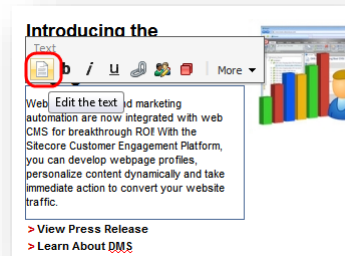 Introducing the
Text
b i u More
Edit the text
Web d marketing
automation are now integrated with web
CMS for breakthrough ROI! With the
Sitecore Customer Engagement Platform,
you can develop webpage profiles,
personalize content dynamically and take
immediate action to convert your website
traffic.
> View Press Release
> Learn About DMS